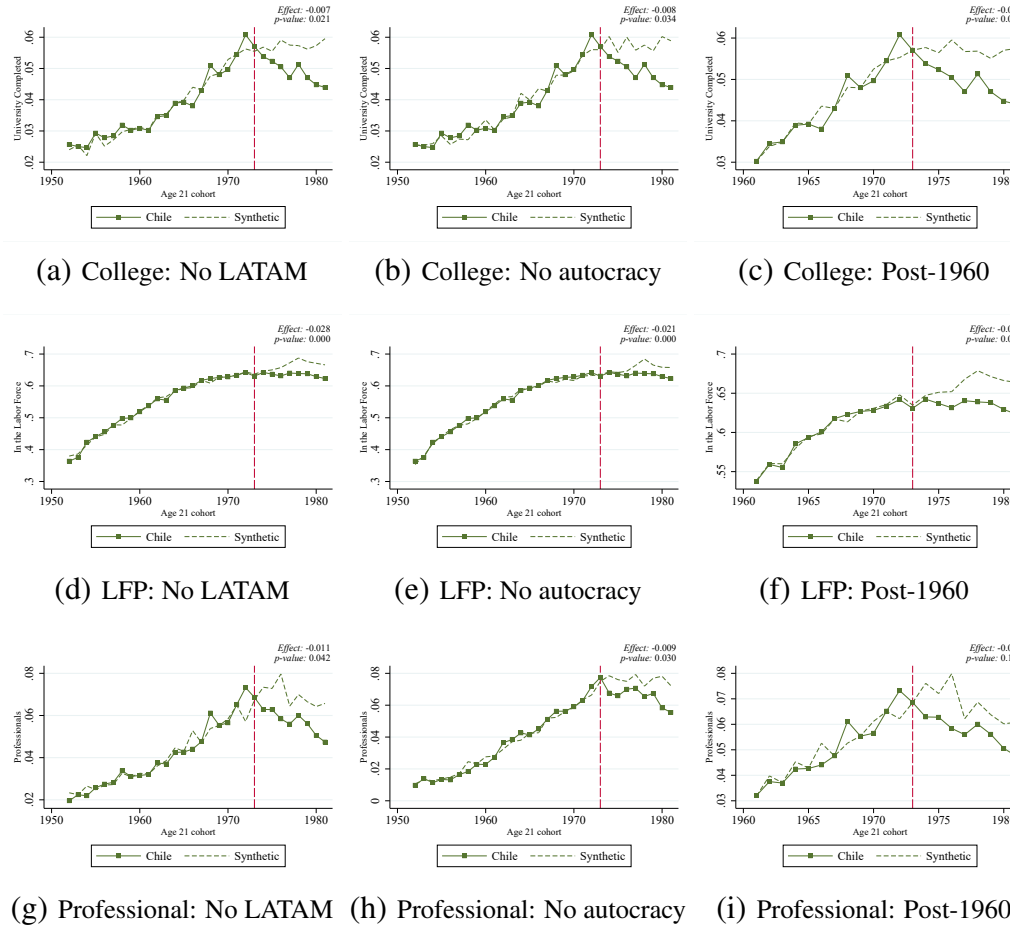 Effect: -0.007
p-value: 0.021
University Completed
.02 .03 .04 .05 .06
1950 1960 1970 1980
Age 21 cohort
Chile Synthetic
(a) College: No LATAM
Effect: -0.008
p-value: 0.034
University Completed
.02 .03 .04 .05 .06
1950 1960 1970 1980
Age 21 cohort
Chile Synthetic
(b) College: No autocracy
University Completed
.03 .04 .05 .06
1960 1965 1970 1975 1980
Age 21 cohort
Chile Synthetic
(c) College: Post-1960
Effect: -0.028
p-value: 0.000
In the Labor Force
.3 .4 .5 .6 .7
1950 1960 1970 1980
Age 21 cohort
Chile Synthetic
(d) LFP: No LATAM
Effect: -0.021
p-value: 0.000
In the Labor Force
.3 .4 .5 .6 .7
1950 1960 1970 1980
Age 21 cohort
Chile Synthetic
(e) LFP: No autocracy
In the Labor Force
.55 .6 .65 .7
1960 1965 1970 1975 1980
Age 21 cohort
Chile Synthetic
(f) LFP: Post-1960
Effect: -0.011
p-value: 0.042
Professionals
.02 .04 .06 .08
1950 1960 1970 1980
Age 21 cohort
Chile Synthetic
(g) Professional: No LATAM
Effect: -0.009
p-value: 0.030
Professionals
0 .02 .04 .06 .08
1950 1960 1970 1980
Age 21 cohort
Chile Synthetic
(h) Professional: No autocracy
Professionals
.03 .04 .05 .06 .07 .08
1960 1965 1970 1975 1980
Age 21 cohort
Chile Synthetic
(i) Professional: Post-1960